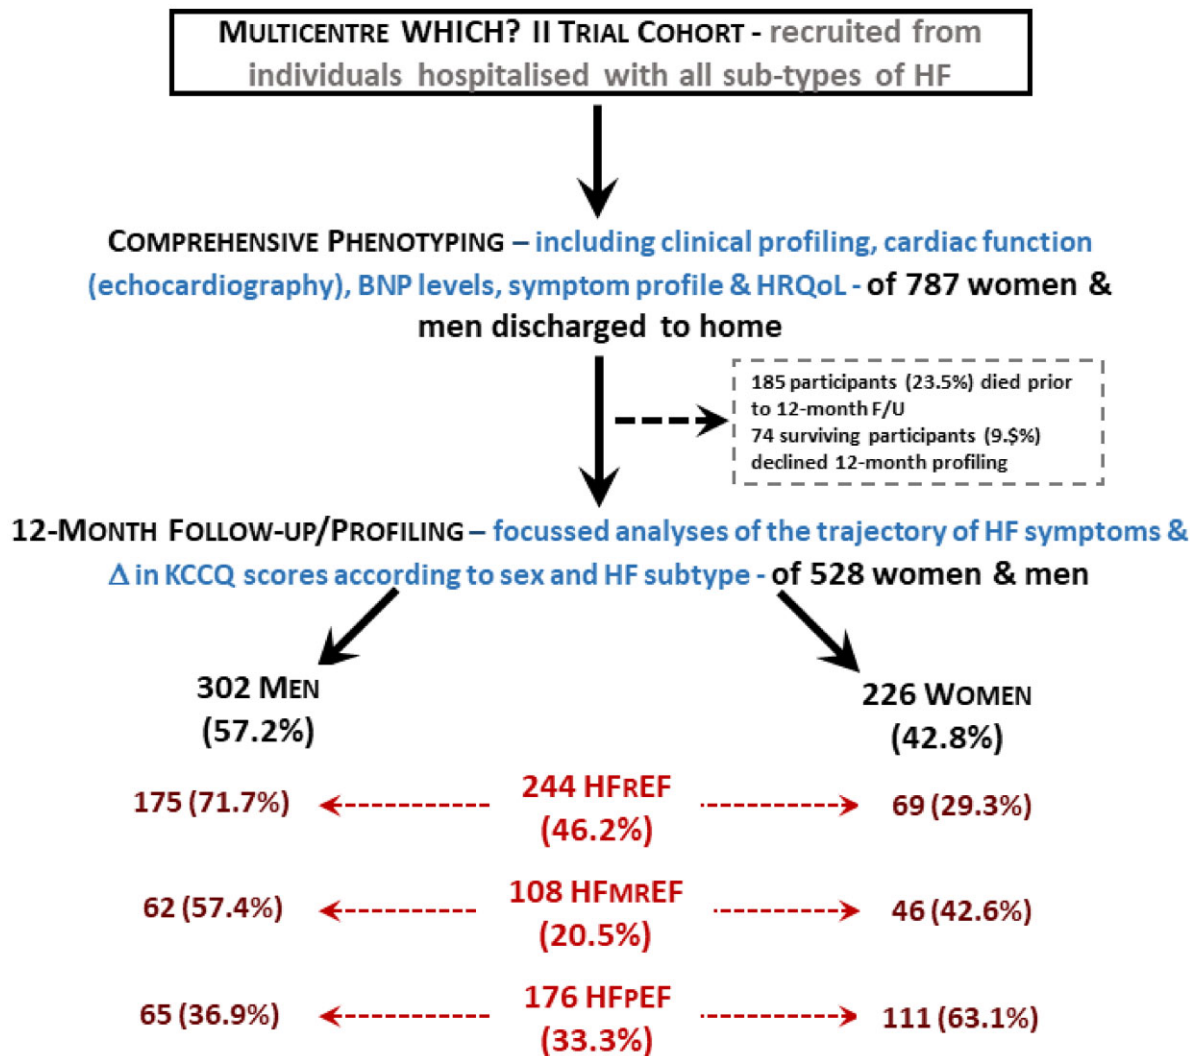 MULTICENTRE WHICH? II TRIAL COHORT - recruited from
individuals hospitalised with all sub-types of HF
COMPREHENSIVE PHENOTYPING – including clinical profiling, cardiac function
(echocardiography), BNP levels, symptom profile & HRQoL - of 787 women &
men discharged to home
185 participants (23.5%) died prior
to 12-month F/U
74 surviving participants (9.$%)
declined 12-month profiling
12-MONTH FOLLOW-UP/PROFILING – focussed analyses of the trajectory of HF symptoms &
Δ in KCCQ scores according to sex and HF subtype - of 528 women & men
302 MEN
(57.2%)
226 WOMEN
(42.8%)
175 (71.7%)
244 HFREF
(46.2%)
69 (29.3%)
62 (57.4%)
108 HFMREF
(20.5%)
46 (42.6%)
65 (36.9%)
176 HFPEF
(33.3%)
111 (63.1%)